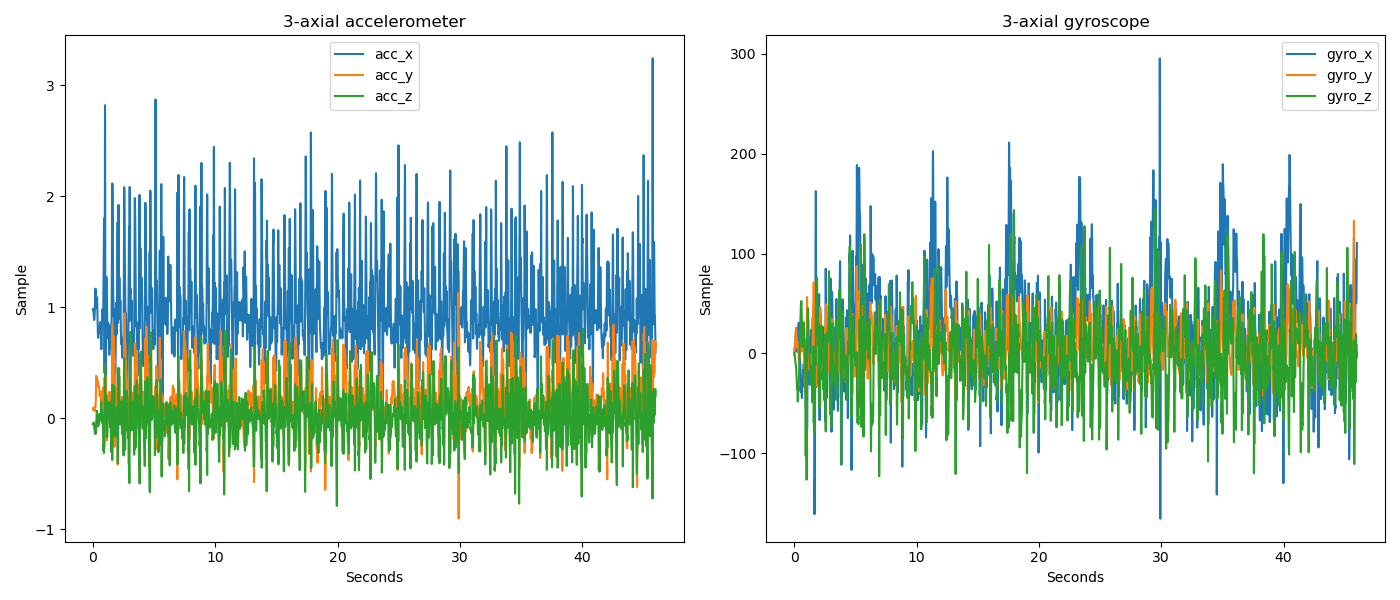 3-axial accelerometer
acc_x
acc_y
acc_z
3
2
1
0
−1
Sample
0
10
20
30
40
Seconds
3-axial gyroscope
gyro_x
gyro_y
gyro_z
300
200
100
0
−100
Sample
0
10
20
30
40
Seconds